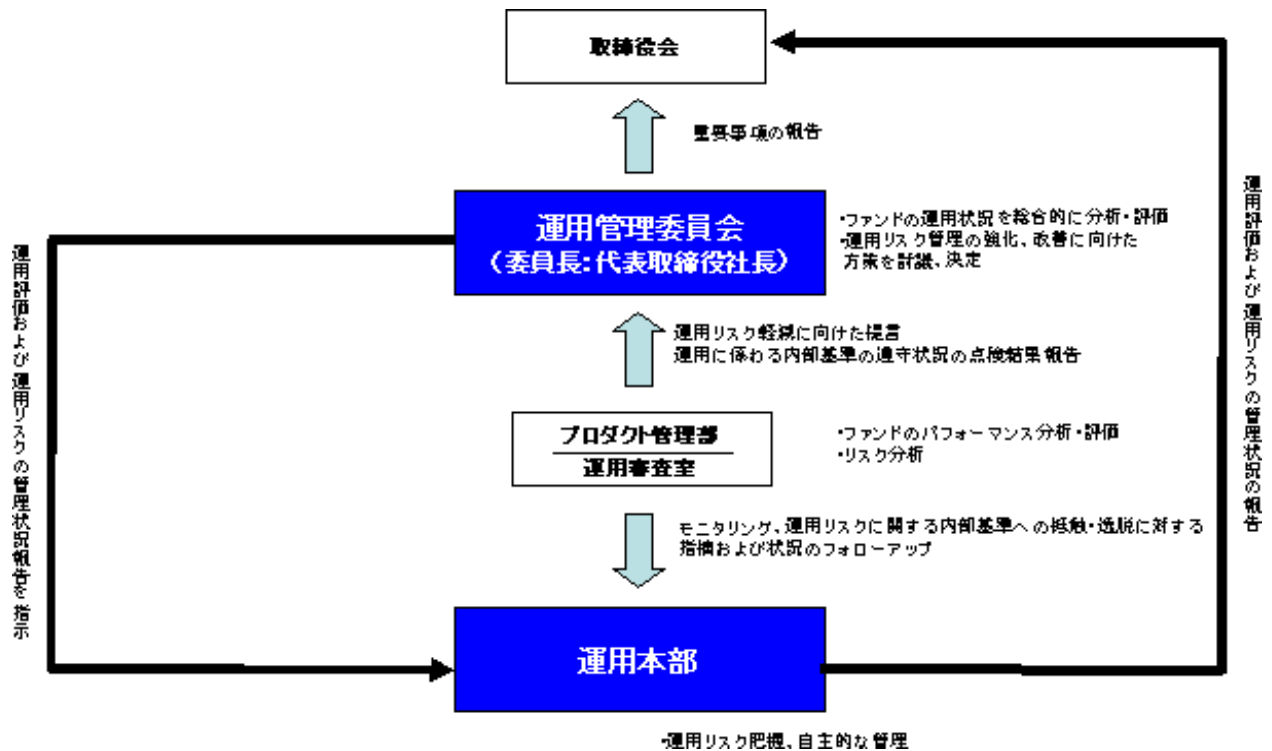 取締役会
重要事項の報告
運用管理委員会
（委員長：代表取締役社長）
・ファンドの運用状況を総合的に分析・評価
・運用リスク管理の強化、改善に向けた
方策を討議、決定
運用リスク軽減に向けた提言
運用に係わる内部基準の遵守状況の点検結果報告
プロダクト管理部
運用審査室
・ファンドのパフォーマンス分析・評価
・リスク分析
モニタリング、運用リスクに関する内部基準への抵触・逸脱に対する
指摘および状況のフォローアップ
運用本部
・運用リスク把握、自主的な管理
運用評価および運用リスクの管理状況報告を指示
運用評価および運用リスクの管理状況の報告